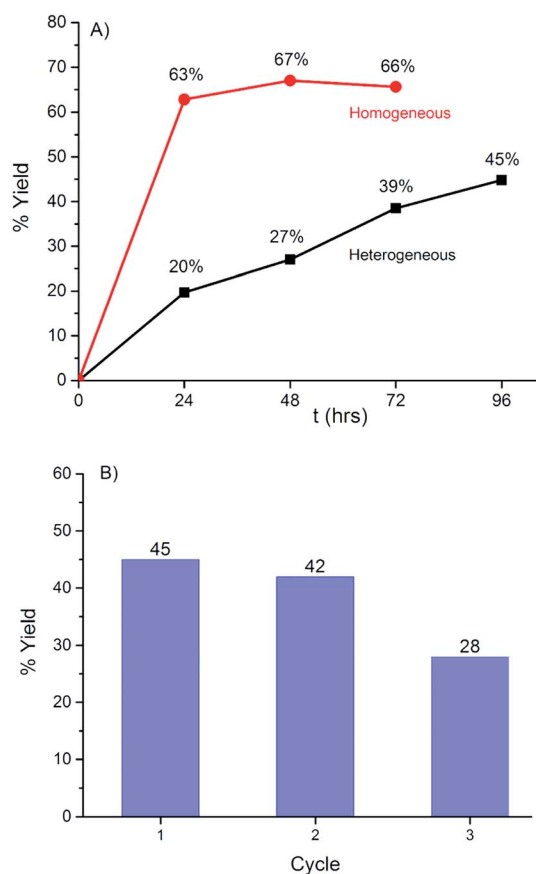 A)
80
70
60
50
40
30
20
10
0
% Yield
63%
67%
66%
Homogeneous
45%
39%
27%
20%
Heterogeneous
0 24 48 72 96
t (hrs)
B)
60
50
40
30
20
10
0
% Yield
45
42
28
1 2 3
Cycle